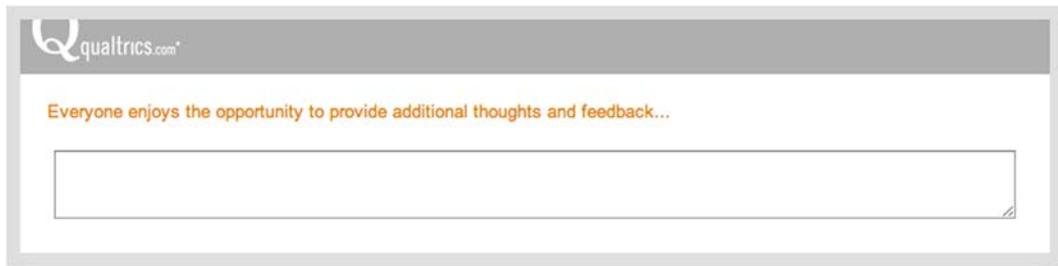 Qualtrics.com
Everyone enjoys the opportunity to provide additional thoughts and feedback...